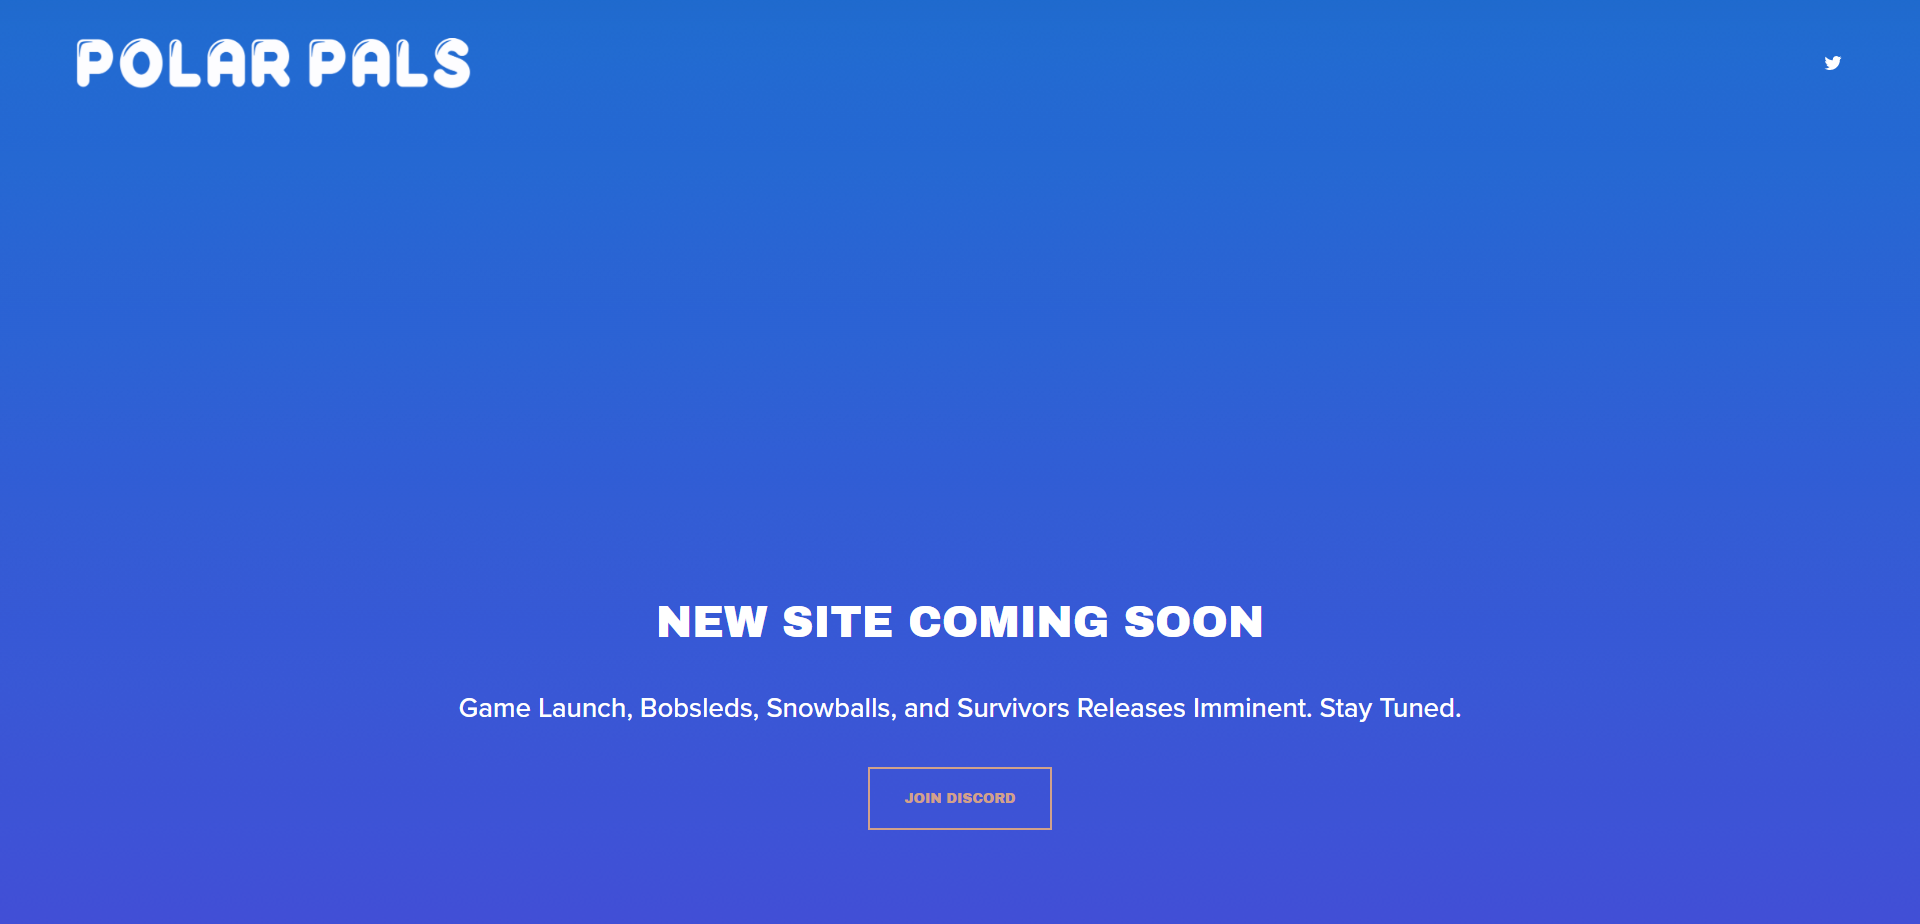 POLAR PALS
NEW SITE COMING SOON
Game Launch, Bobsleds, Snowballs, and Survivors Releases Imminent. Stay Tuned.
JOIN DISCORD